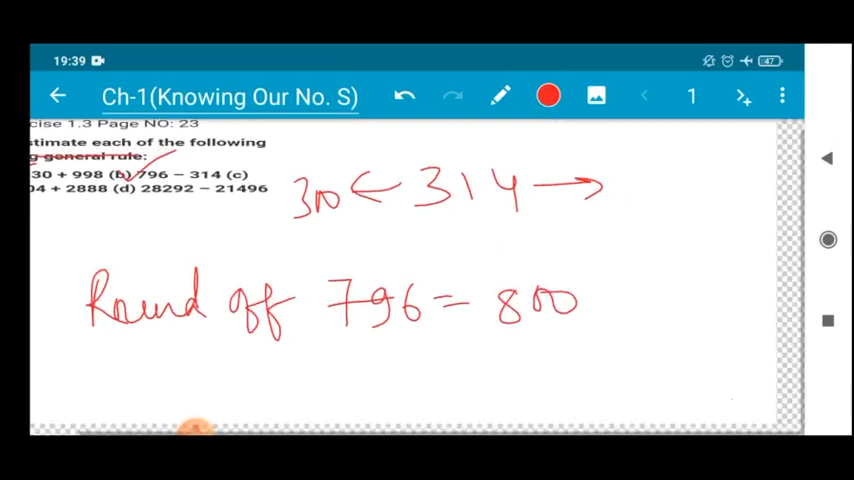 19:39 47
Ch-1(Knowing Our No. S) 1
cise 1.3 Page NO: 23
stimate each of the following
g general rule:
30 + 998 (b) 796 − 314 (c)
04 + 2888 (d) 28292 − 21496
300 ← 314 →
Round off 796 = 800